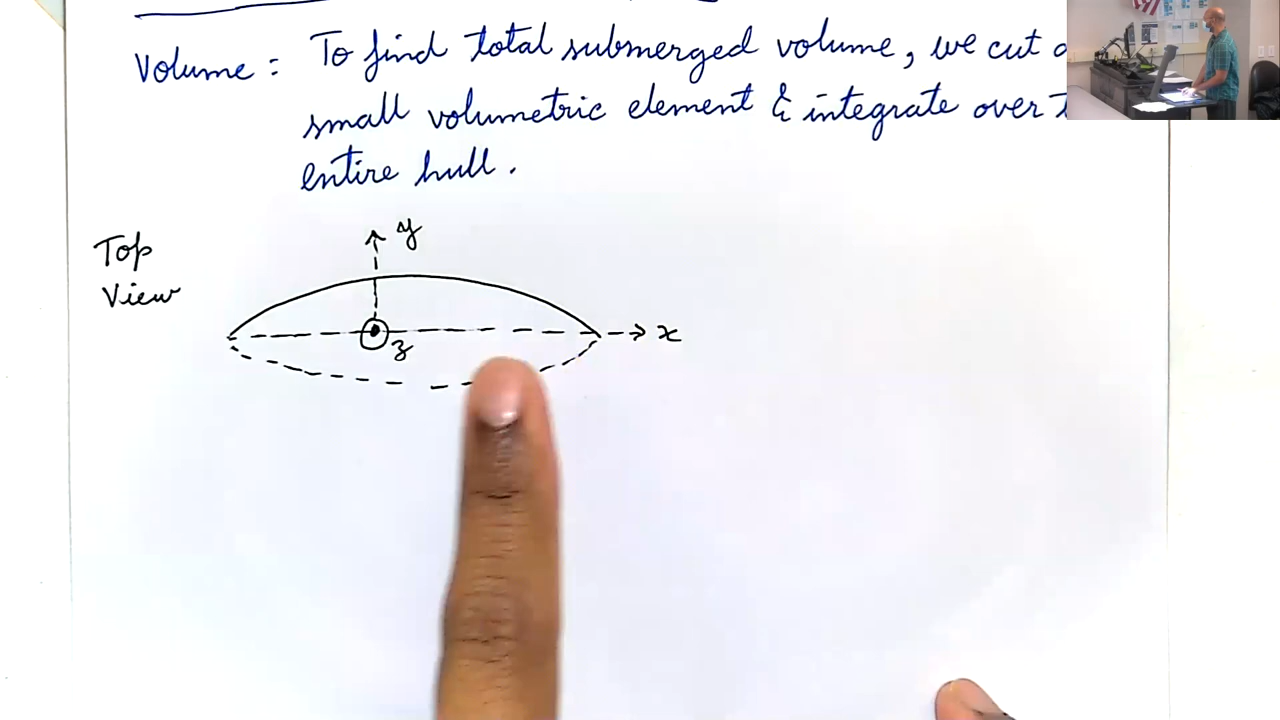 Volume : To find total submerged volume, we cut
small volumetric element & integrate over
entire hull.
Top
View
y
z
x